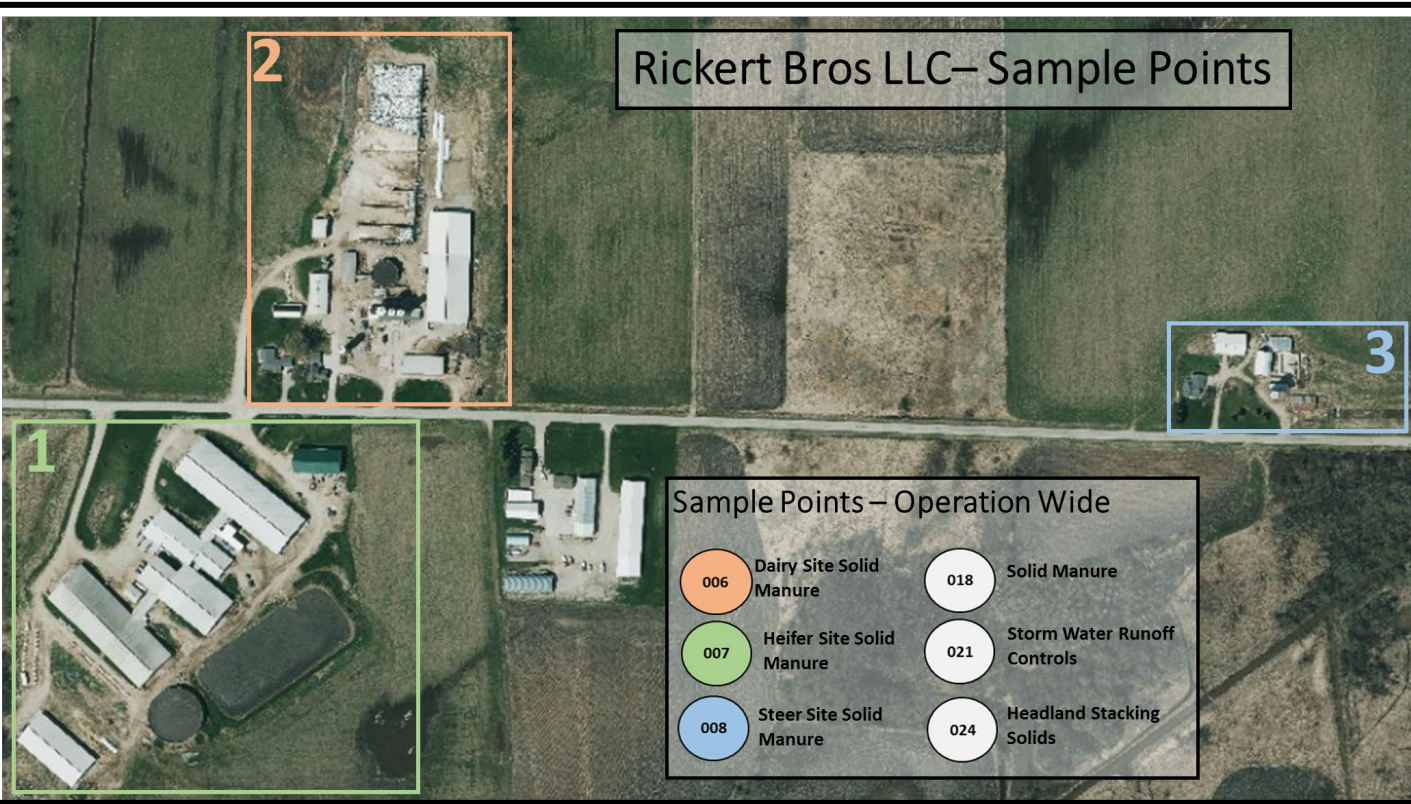 2
Rickert Bros LLC– Sample Points
3
1
Sample Points – Operation Wide
006
Dairy Site Solid
Manure
007
Heifer Site Solid
Manure
008
Steer Site Solid
Manure
018
Solid Manure
021
Storm Water Runoff
Controls
024
Headland Stacking
Solids